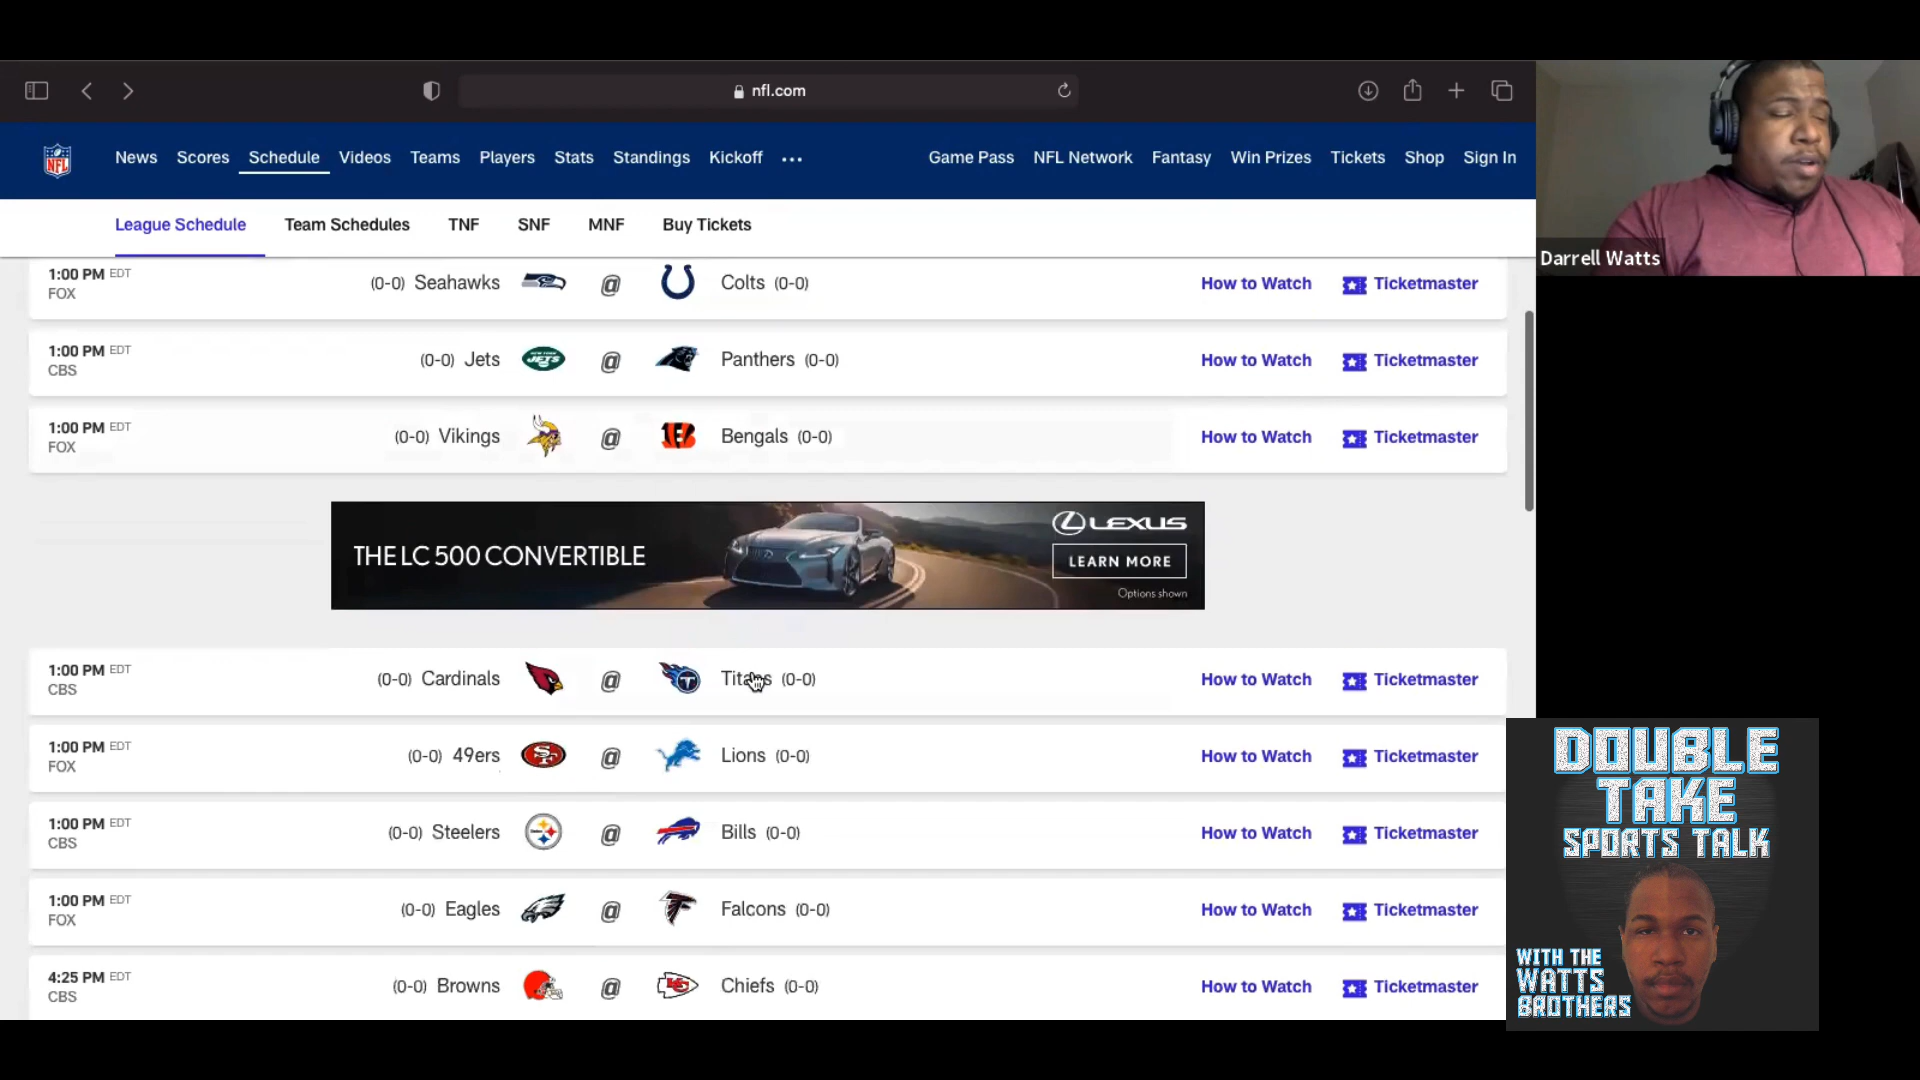 nfl.com
News Scores Schedule Videos Teams Players Stats Standings Kickoff ... Game Pass NFL Network Fantasy Win Prizes Tickets Shop Sign In
NFL
League Schedule Team Schedules TNF SNF MNF Buy Tickets
Darrell Watts
1:00 PM EDT
FOX
(0-0) Seahawks @ Colts (0-0) How to Watch Ticketmaster
1:00 PM EDT
CBS
(0-0) Jets JETS @ Panthers (0-0) How to Watch Ticketmaster
1:00 PM EDT
FOX
(0-0) Vikings @ Bengals (0-0) How to Watch Ticketmaster
THE LC 500 CONVERTIBLE
LEXUS
LEARN MORE
Options shown
1:00 PM EDT
CBS
(0-0) Cardinals @ Titans (0-0) How to Watch Ticketmaster
1:00 PM EDT
FOX
(0-0) 49ers SF @ Lions (0-0) How to Watch Ticketmaster
1:00 PM EDT
CBS
(0-0) Steelers @ Bills (0-0) How to Watch Ticketmaster
1:00 PM EDT
FOX
(0-0) Eagles @ Falcons (0-0) How to Watch Ticketmaster
4:25 PM EDT
CBS
(0-0) Browns @ KC Chiefs (0-0) How to Watch Ticketmaster
DOUBLE
TAKE
SPORTS TALK
WITH THE
WATTS
BROTHERS